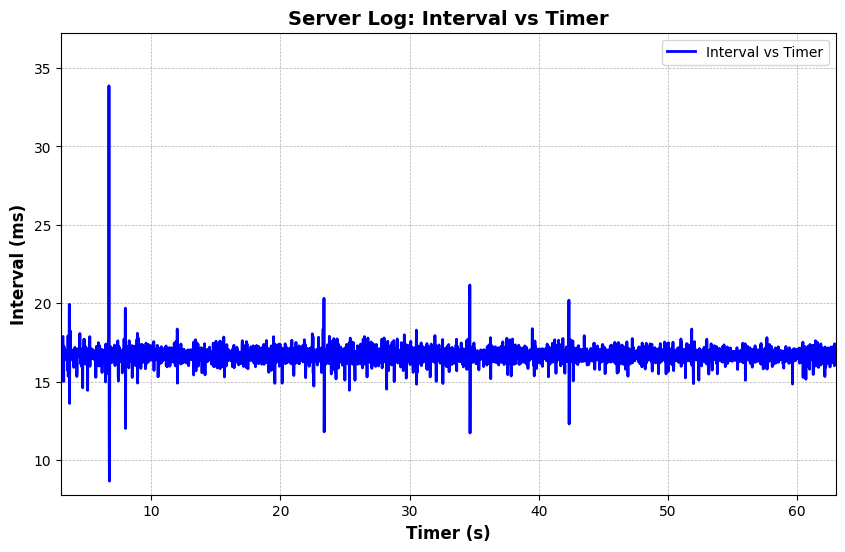 Server Log: Interval vs Timer
Interval vs Timer
35
30
25
20
15
10
Interval (ms)
10 20 30 40 50 60
Timer (s)